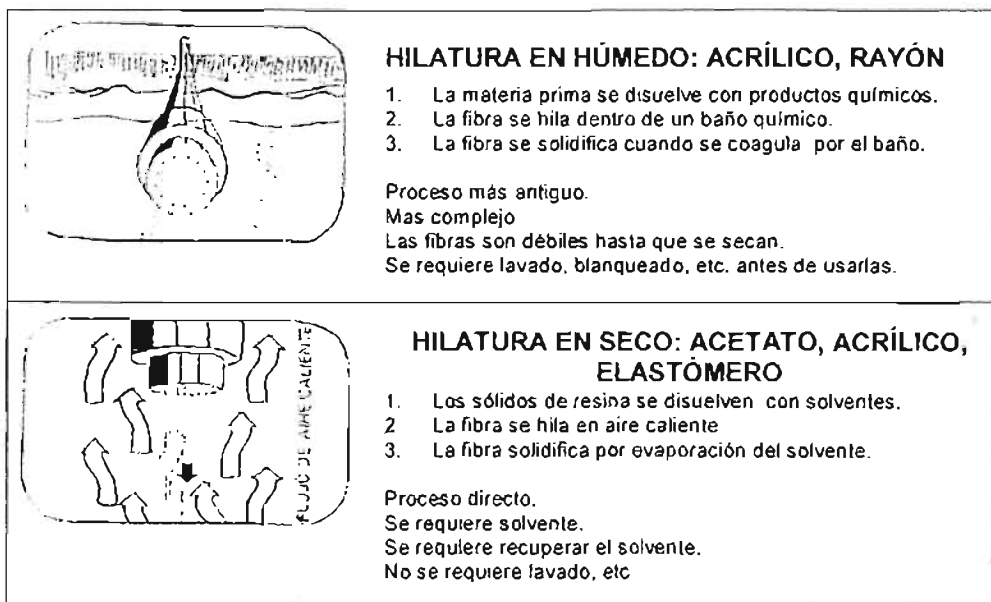 HILATURA EN HÚMEDO: ACRÍLICO, RAYÓN
1. La materia prima se disuelve con productos químicos.
2. La fibra se hila dentro de un baño químico.
3. La fibra se solidifica cuando se coagula por el baño.
Proceso más antiguo.
Mas complejo
Las fibras son débiles hasta que se secan.
Se requiere lavado, blanqueado, etc. antes de usarlas.
FLUJO DE AIRE CALIENTE
HILATURA EN SECO: ACETATO, ACRÍLICO,
ELASTÓMERO
1. Los sólidos de resina se disuelven con solventes.
2 La fibra se hila en aire caliente
3. La fibra solidifica por evaporación del solvente.
Proceso directo.
Se requiere solvente.
Se requiere recuperar el solvente.
No se requiere lavado, etc